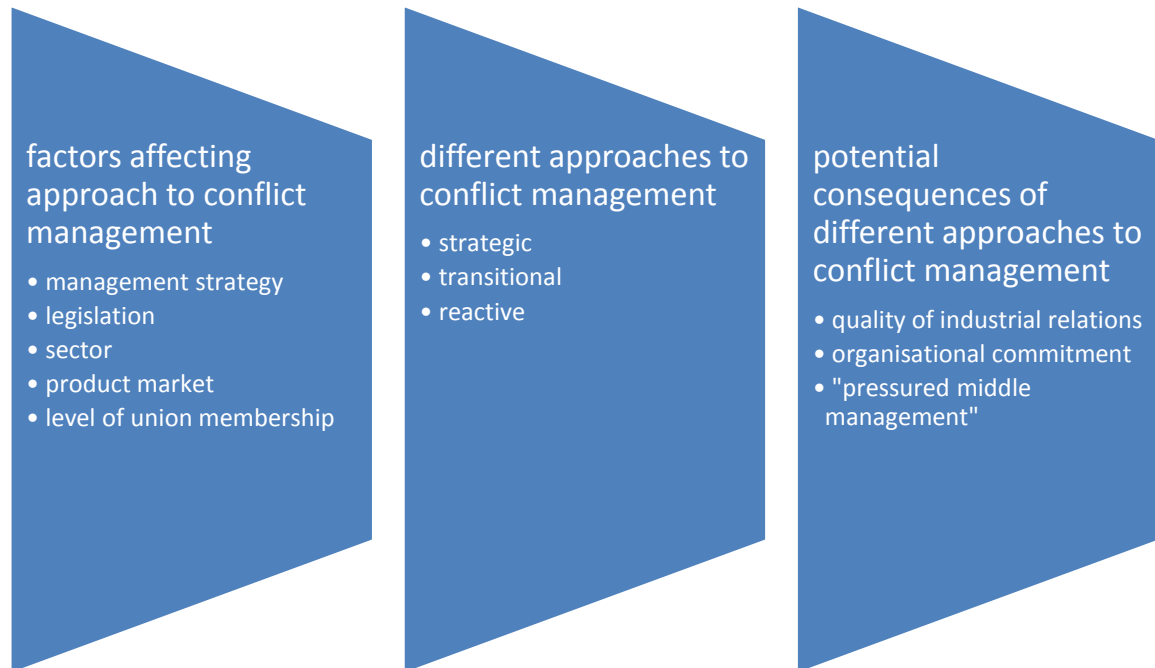 factors affecting
approach to conflict
management
• management strategy
• legislation
• sector
• product market
• level of union membership
different approaches to
conflict management
• strategic
• transitional
• reactive
potential
consequences of
different approaches to
conflict management
• quality of industrial relations
• organisational commitment
• "pressured middle
management"